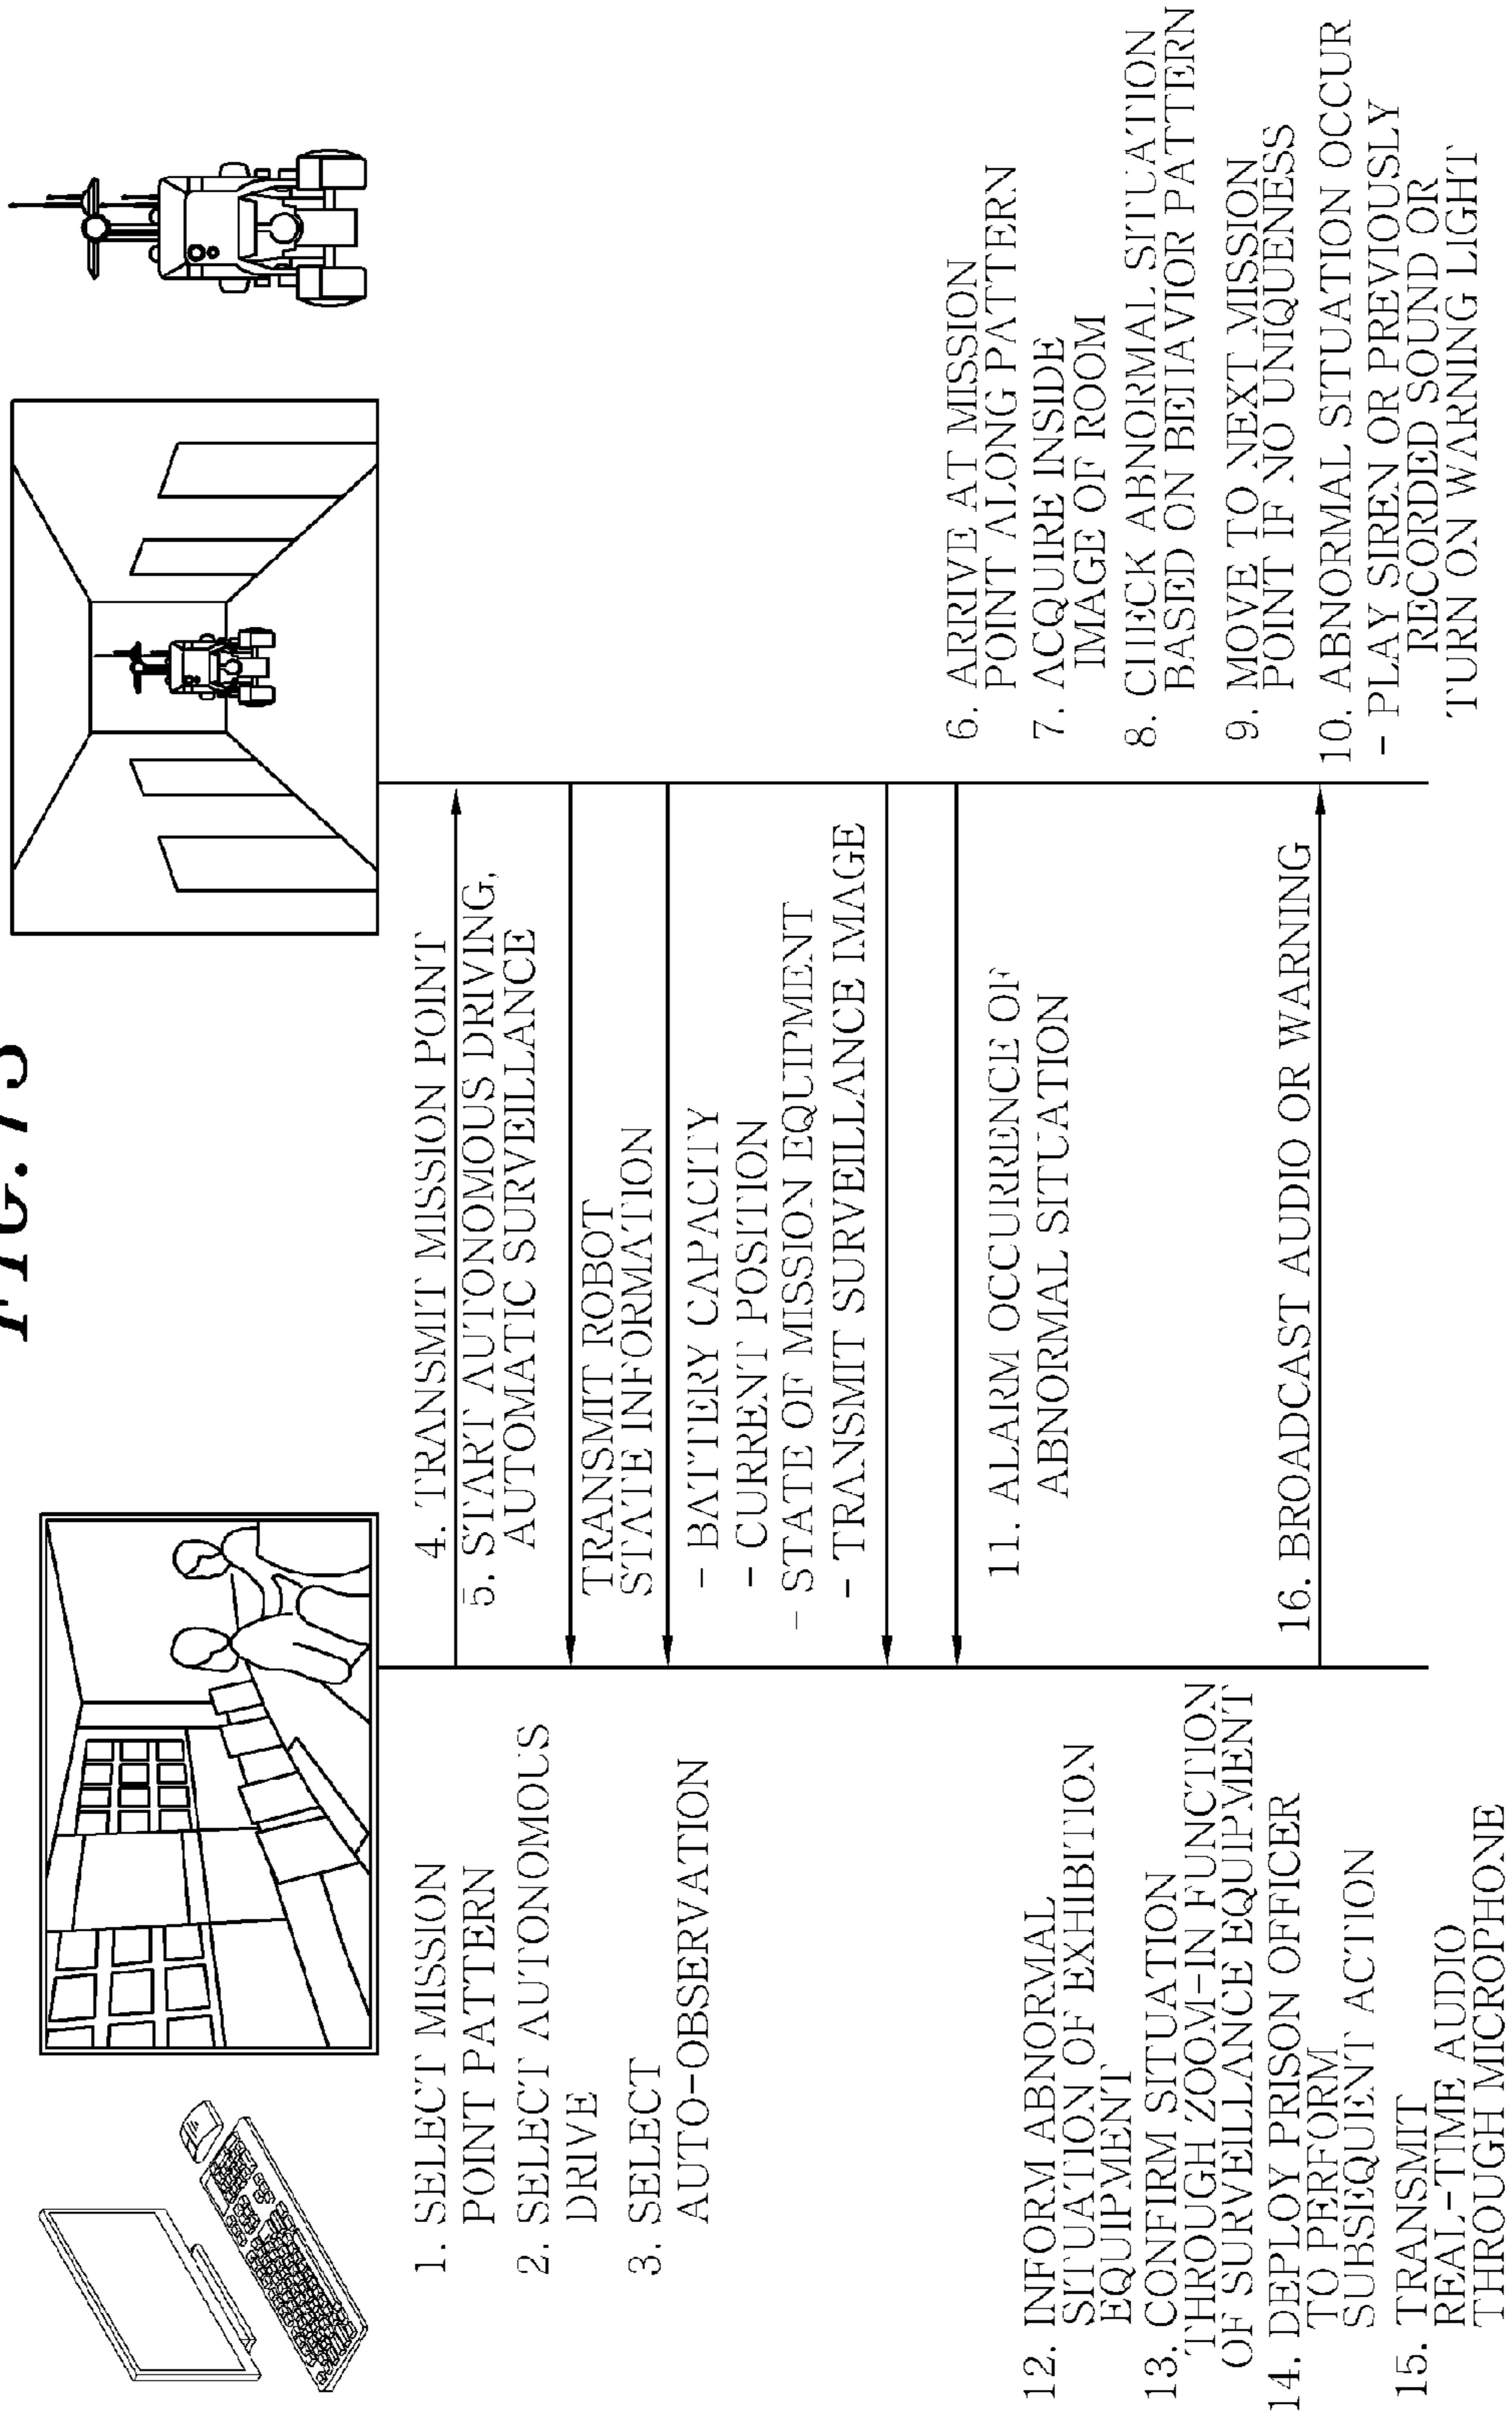 FIG. 7B
1. SELECT MISSION
POINT PATTERN
2. SELECT AUTONOMOUS
DRIVE
3. SELECT
AUTO-OBSERVATION
4. TRANSMIT MISSION POINT
5. START AUTONOMOUS DRIVING,
AUTOMATIC SURVEILLANCE
TRANSMIT ROBOT
STATE INFORMATION
- BATTERY CAPACITY
- CURRENT POSITION
- STATE OF MISSION EQUIPMENT
- TRANSMIT SURVEILLANCE IMAGE
6. ARRIVE AT MISSION
POINT ALONG PATTERN
7. ACQUIRE INSIDE
IMAGE OF ROOM
8. CHECK ABNORMAL SITUATION
BASED ON BEHAVIOR PATTERN
9. MOVE TO NEXT MISSION
POINT IF NO UNIQUENESS
10. ABNORMAL SITUATION OCCUR
- PLAY SIREN OR PREVIOUSLY
RECORDED SOUND OR
TURN ON WARNING LIGHT
11. ALARM OCCURRENCE OF
ABNORMAL SITUATION
12. INFORM ABNORMAL
SITUATION OF EXHIBITION
EQUIPMENT
13. CONFIRM SITUATION
THROUGH ZOOM-IN FUNCTION
OF SURVEILLANCE EQUIPMENT
14. DEPLOY PRISON OFFICER
TO PERFORM
SUBSEQUENT ACTION
15. TRANSMIT
REAL-TIME AUDIO
THROUGH MICROPHONE
16. BROADCAST AUDIO OR WARNING